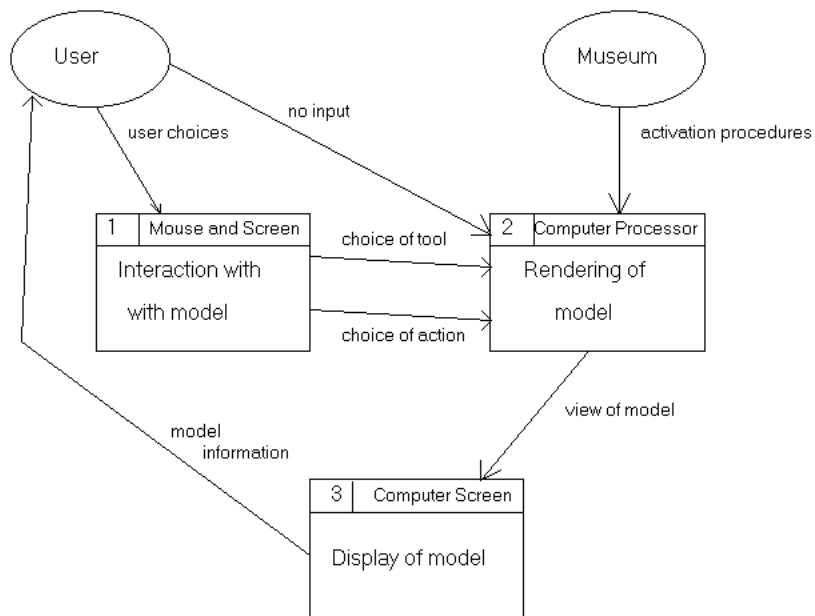 User
Museum
no input
user choices
activation procedures
1 Mouse and Screen
Interaction with
with model
choice of tool
choice of action
2 Computer Processor
Rendering of
model
view of model
model
information
3 Computer Screen
Display of model